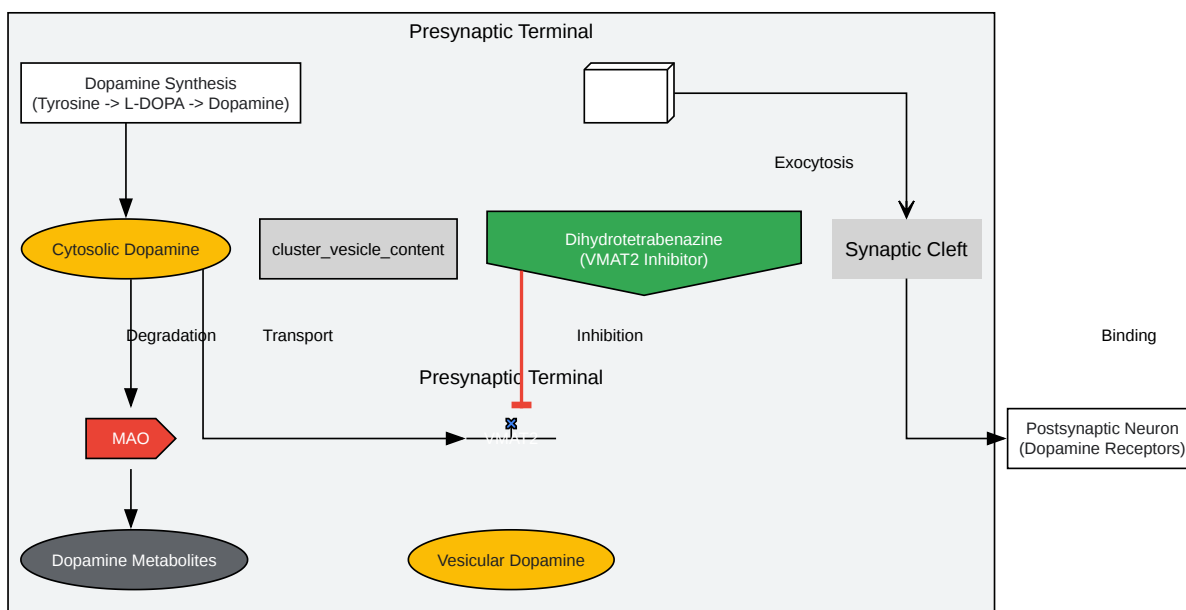 Presynaptic Terminal
Dopamine Synthesis
(Tyrosine -> L-DOPA -> Dopamine)
Exocytosis
Cytosolic Dopamine
cluster_vesicle_content
Dihydrotetrabenazine
(VMAT2 Inhibitor)
Synaptic Cleft
Degradation
Transport
Inhibition
Binding
Presynaptic Terminal
MAO
VMAT2
Postsynaptic Neuron
(Dopamine Receptors)
Dopamine Metabolites
Vesicular Dopamine